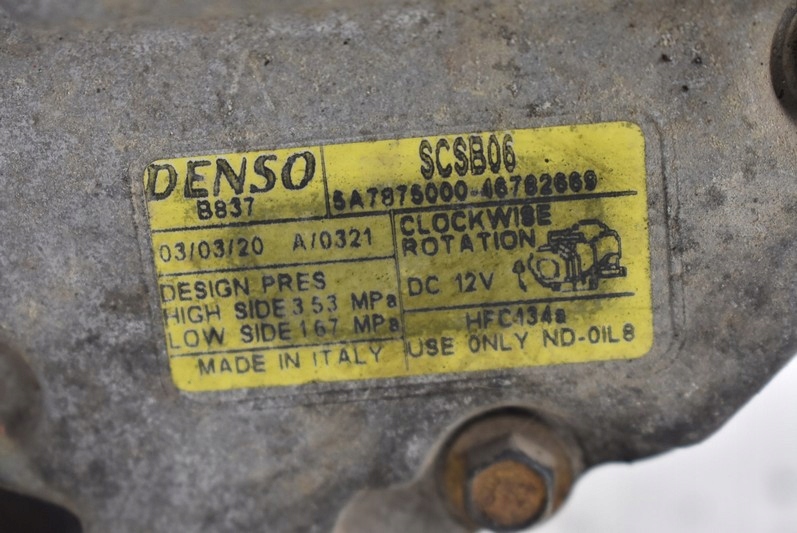 DENSO
B837
SCSB06
5A7875000-46782669
03/03/20 A/0321
CLOCKWISE
ROTATION
DC 12V
DESIGN PRES
HIGH SIDE 3 53 MPa
LOW SIDE 1 67 MPa
HFC134a
MADE IN ITALY
USE ONLY ND-OIL8